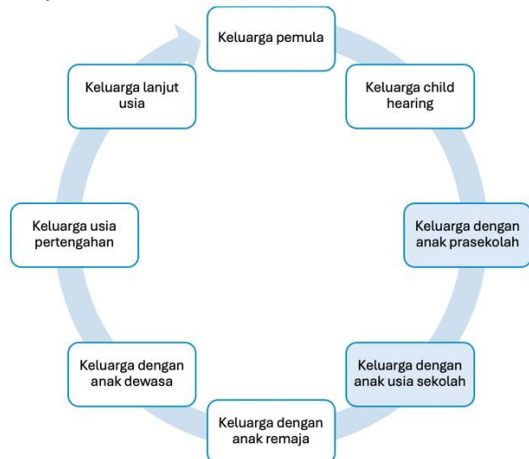 Keluarga pemula
Keluarga child
hearing
Keluarga dengan
anak prasekolah
Keluarga dengan
anak usia sekolah
Keluarga dengan
anak remaja
Keluarga dengan
anak dewasa
Keluarga usia
pertengahan
Keluarga lanjut
usia